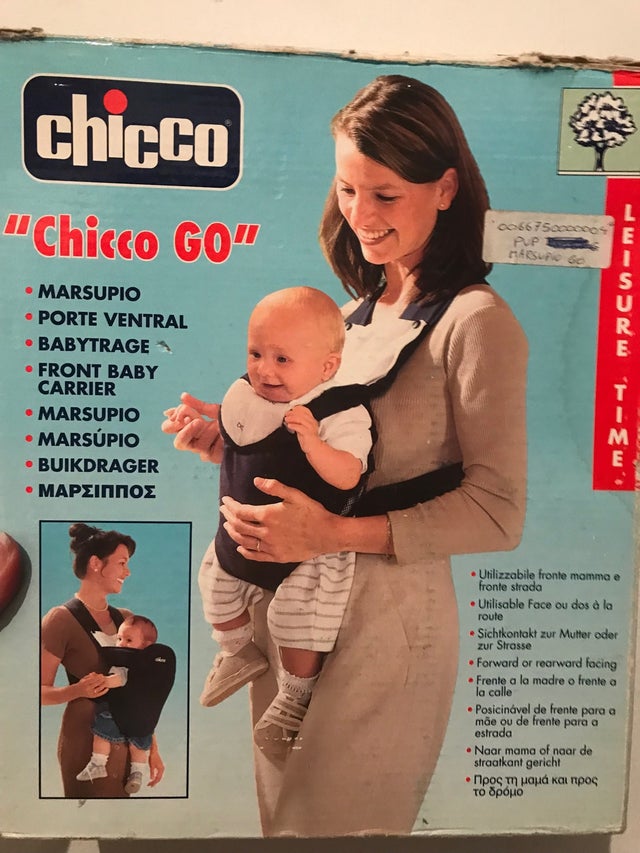 chicco
"Chicco GO"
• MARSUPIO
• PORTE VENTRAL
• BABYTRAGE
• FRONT BABY
CARRIER
• MARSUPIO
• MARSÚPIO
• BUIKDRAGER
• ΜΑΡΣΙΠΠΟΣ
0066750000004
PVP
MARSUPIO GO
LEISURE TIME
chicco
• Utilizzabile fronte mamma e
fronte strada
• Utilisable Face ou dos à la
route
• Sichtkontakt zur Mutter oder
zur Strasse
• Forward or rearward facing
• Frente a la madre o frente a
la calle
• Posicinável de frente para a
mãe ou de frente para a
estrada
• Naar mama of naar de
straatkant gericht
• Προς τη μαμά και προς
το δρόμο